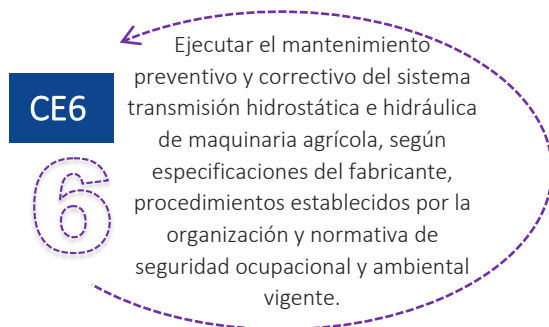 CE6
6
Ejecutar el mantenimiento
preventivo y correctivo del sistema
transmisión hidrostática e hidráulica
de maquinaria agrícola, según
especificaciones del fabricante,
procedimientos establecidos por la
organización y normativa de
seguridad ocupacional y ambiental
vigente.